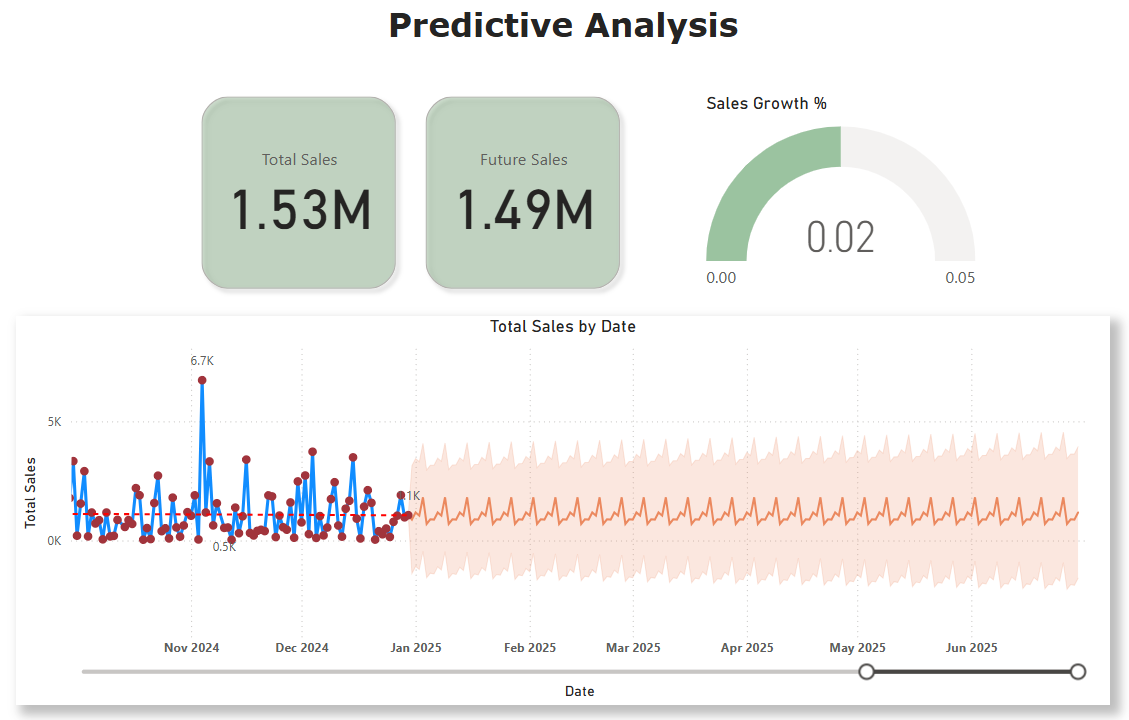 Predictive Analysis
Total Sales
1.53M
Future Sales
1.49M
Sales Growth %
0.02
0.00
0.05
Total Sales by Date
6.7K
5K
1K
0K
0.5K
Total Sales
Nov 2024
Dec 2024
Jan 2025
Feb 2025
Mar 2025
Apr 2025
May 2025
Jun 2025
Date